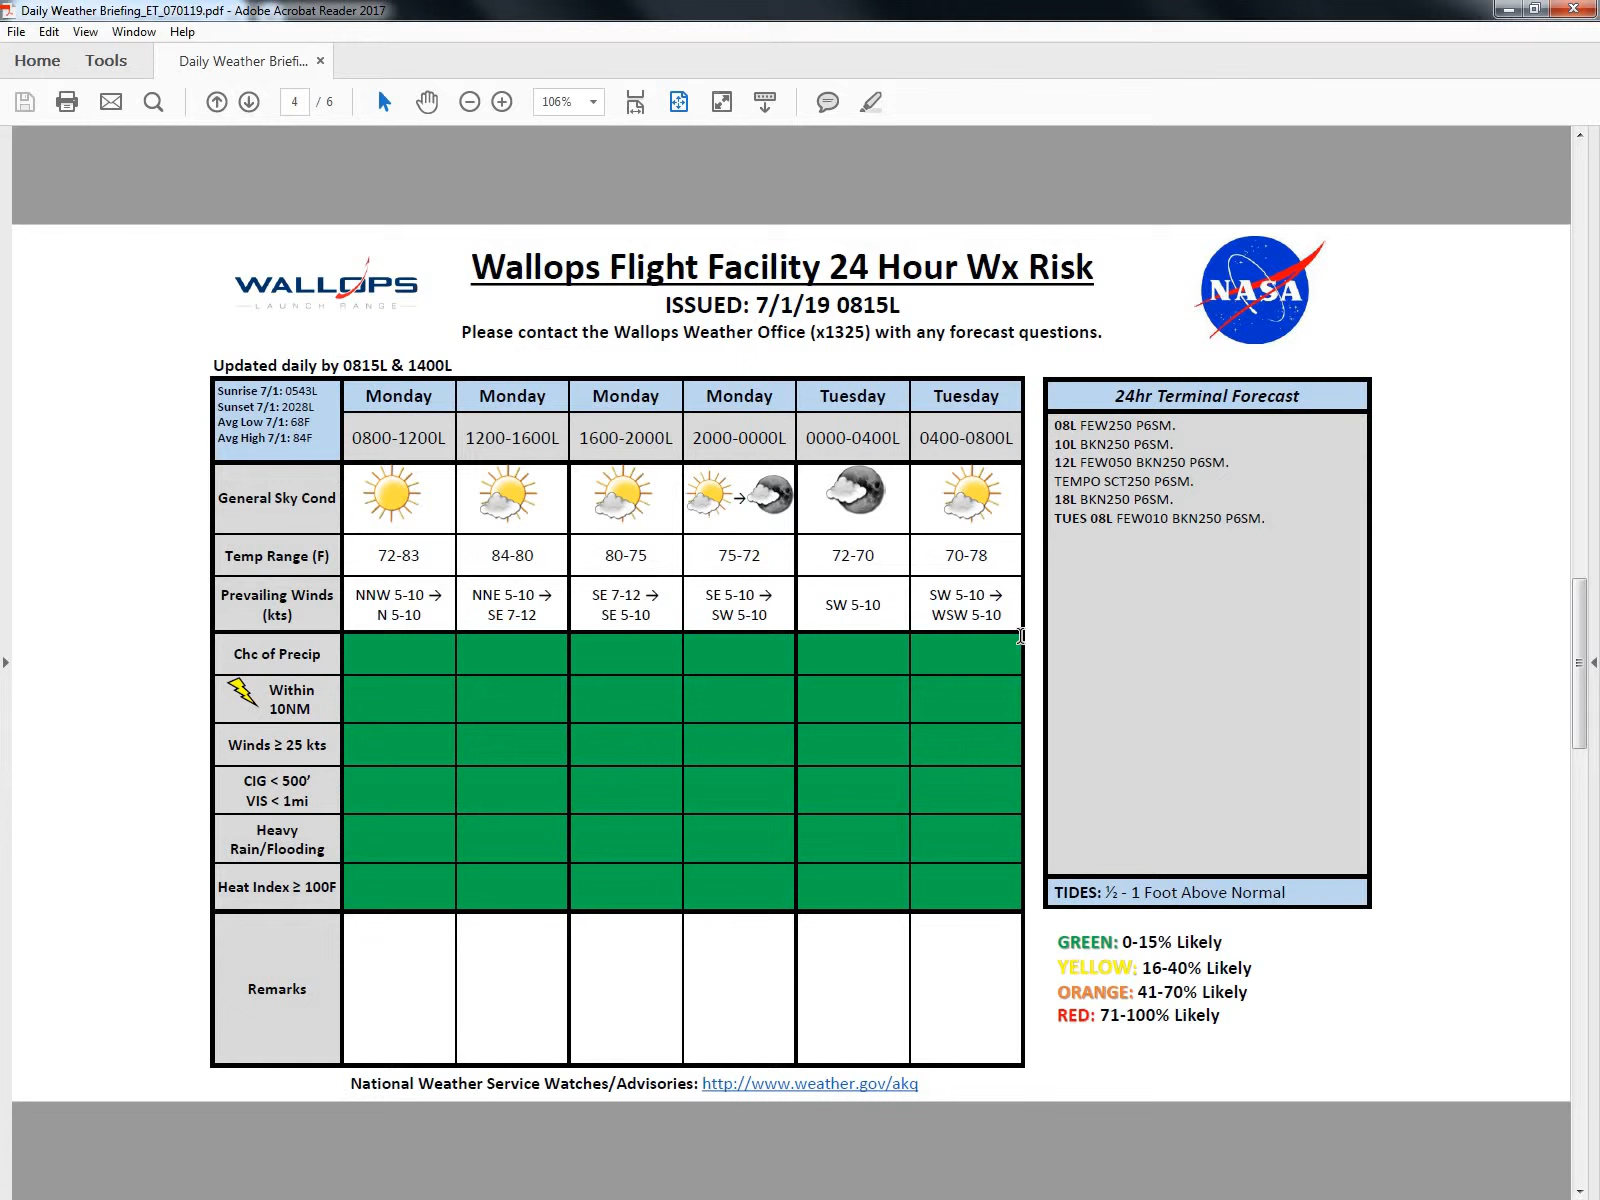 Daily Weather Briefing_ET_070119.pdf - Adobe Acrobat Reader 2017
File Edit View Window Help
Home Tools Daily Weather Briefi... ×
4 / 6 106%
WALLOPS
LAUNCH RANGE
Wallops Flight Facility 24 Hour Wx Risk
ISSUED: 7/1/19 0815L
Please contact the Wallops Weather Office (x1325) with any forecast questions.
NASA
Updated daily by 0815L & 1400L
Sunrise 7/1: 0543L
Sunset 7/1: 2028L
Avg Low 7/1: 68F
Avg High 7/1: 84F
Monday Monday Monday Monday Tuesday Tuesday
0800-1200L 1200-1600L 1600-2000L 2000-0000L 0000-0400L 0400-0800L
General Sky Cond
Temp Range (F) 72-83 84-80 80-75 75-72 72-70 70-78
Prevailing Winds (kts)
NNW 5-10 →
N 5-10
NNE 5-10 →
SE 7-12
SE 7-12 →
SE 5-10
SE 5-10 →
SW 5-10
SW 5-10
SW 5-10 →
WSW 5-10
Chc of Precip
Within
10NM
Winds ≥ 25 kts
CIG < 500’
VIS < 1mi
Heavy
Rain/Flooding
Heat Index ≥ 100F
Remarks
24hr Terminal Forecast
08L FEW250 P6SM.
10L BKN250 P6SM.
12L FEW050 BKN250 P6SM.
TEMPO SCT250 P6SM.
18L BKN250 P6SM.
TUES 08L FEW010 BKN250 P6SM.
TIDES: ½ - 1 Foot Above Normal
GREEN: 0-15% Likely
YELLOW: 16-40% Likely
ORANGE: 41-70% Likely
RED: 71-100% Likely
National Weather Service Watches/Advisories: http://www.weather.gov/akq